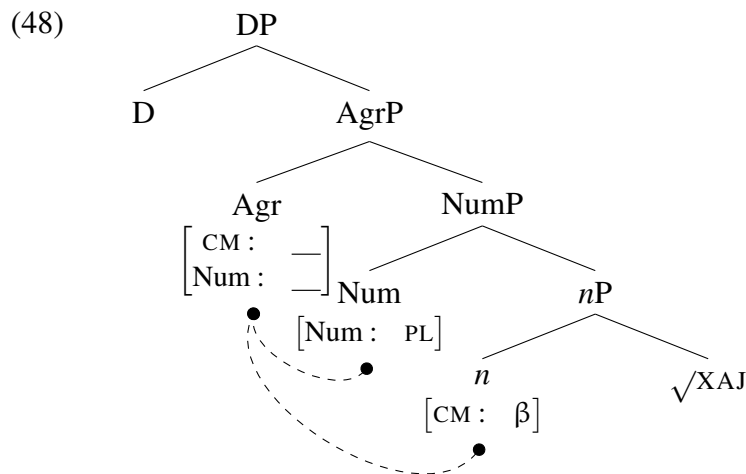 (48) DP
D AgrP
Agr NumP
[CM : __
Num : __] Num nP
[Num : PL] n √XAJ
[CM : β]